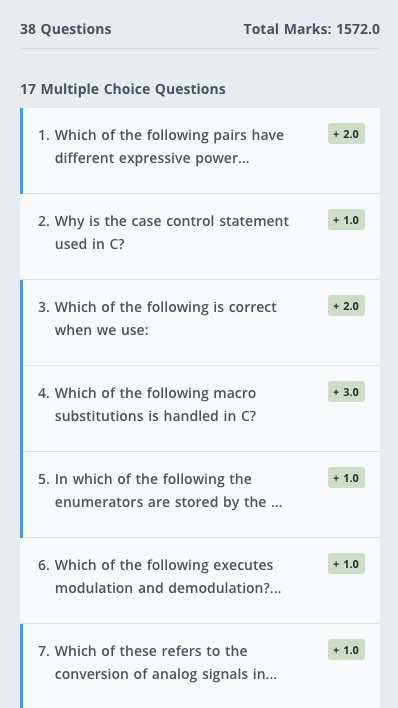 38 Questions Total Marks: 1572.0
17 Multiple Choice Questions
1. Which of the following pairs have + 2.0
different expressive power...
2. Why is the case control statement + 1.0
used in C?
3. Which of the following is correct + 2.0
when we use:
4. Which of the following macro + 3.0
substitutions is handled in C?
5. In which of the following the + 1.0
enumerators are stored by the ...
6. Which of the following executes + 1.0
modulation and demodulation?...
7. Which of these refers to the + 1.0
conversion of analog signals in...